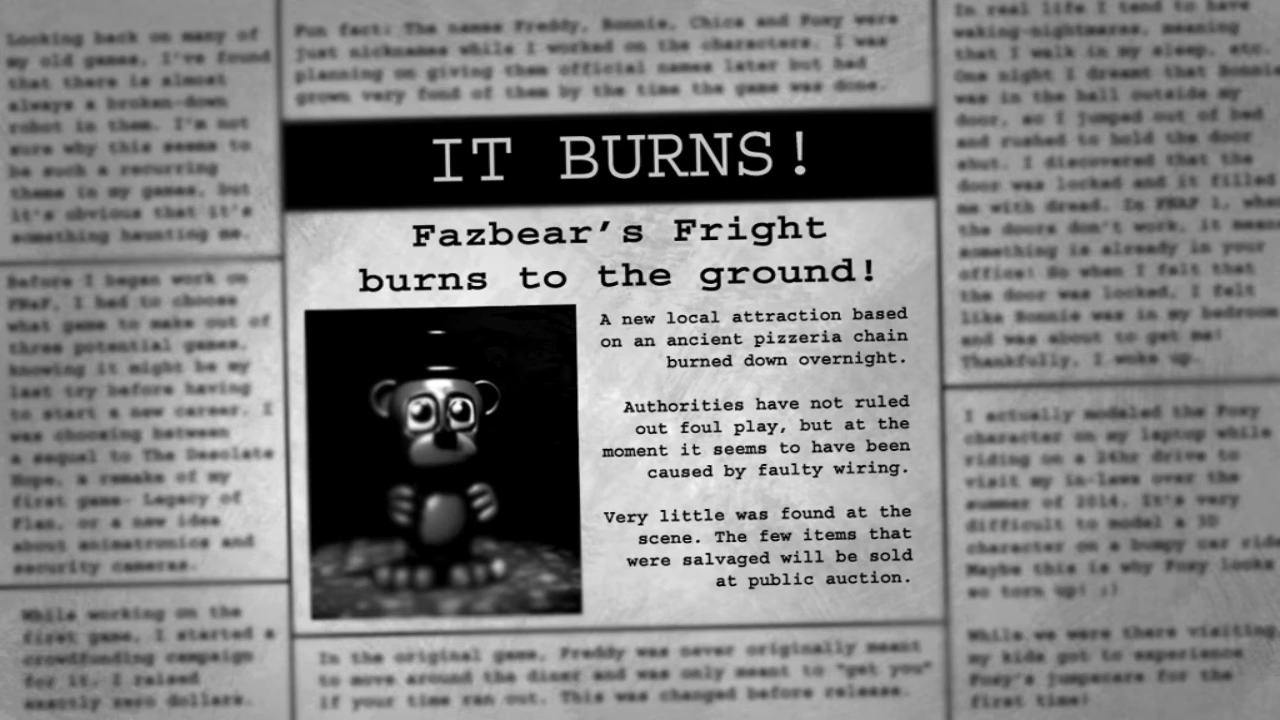 Looking back on many of
my old games, I've found
that there is almost
always a broken-down
robot in them. I'm not
sure why this seems to
be such a recurring
theme in my games, but
it's obvious that it's
something haunting me.
Before I began work on
FNaF, I had to choose
what game to make out of
three potential games,
knowing it might be my
last try before having
to start a new career. I
was choosing between
a sequel to The Desolate
Hope, a remake of my
first game- Legacy of
Flan, or a new idea
about animatronics and
security cameras.
While working on the
first game, I started a
crowdfunding campaign
for it. I raised
exactly zero dollars.
Fun fact: The names Freddy, Bonnie, Chica and Foxy were
just nicknames while I worked on the characters. I was
planning on giving them official names later but had
grown very fond of them by the time the game was done.
IT BURNS!
Fazbear's Fright
burns to the ground!
A new local attraction based
on an ancient pizzeria chain
burned down overnight.
Authorities have not ruled
out foul play, but at the
moment it seems to have been
caused by faulty wiring.
Very little was found at the
scene. The few items that
were salvaged will be sold
at public auction.
In the original game, Freddy was never originally meant
to move around the diner and was only meant to "get you"
if your time ran out. This was changed before release.
In real life I tend to have
waking-nightmares, meaning
that I walk in my sleep, etc.
One night I dreamt that Bonnie
was in the hall outside my
door, so I jumped out of bed
and rushed to hold the door
shut. I discovered that the
door was locked and it filled
me with dread. In FNAF 1, when
the doors don't work, it means
something is already in your
office! So when I felt that
the door was locked, I felt
like Bonnie was in my bedroom
and was about to get me!
Thankfully, I woke up.
I actually modeled the Foxy
character on my laptop while
riding on a 24hr drive to
visit my in-laws over the
summer of 2014. It's very
difficult to model a 3D
character on a bumpy car ride
Maybe this is why Foxy looks
so torn up! ;)
While we were there visiting,
my kids got to experience
Foxy's jumpscare for the
first time!